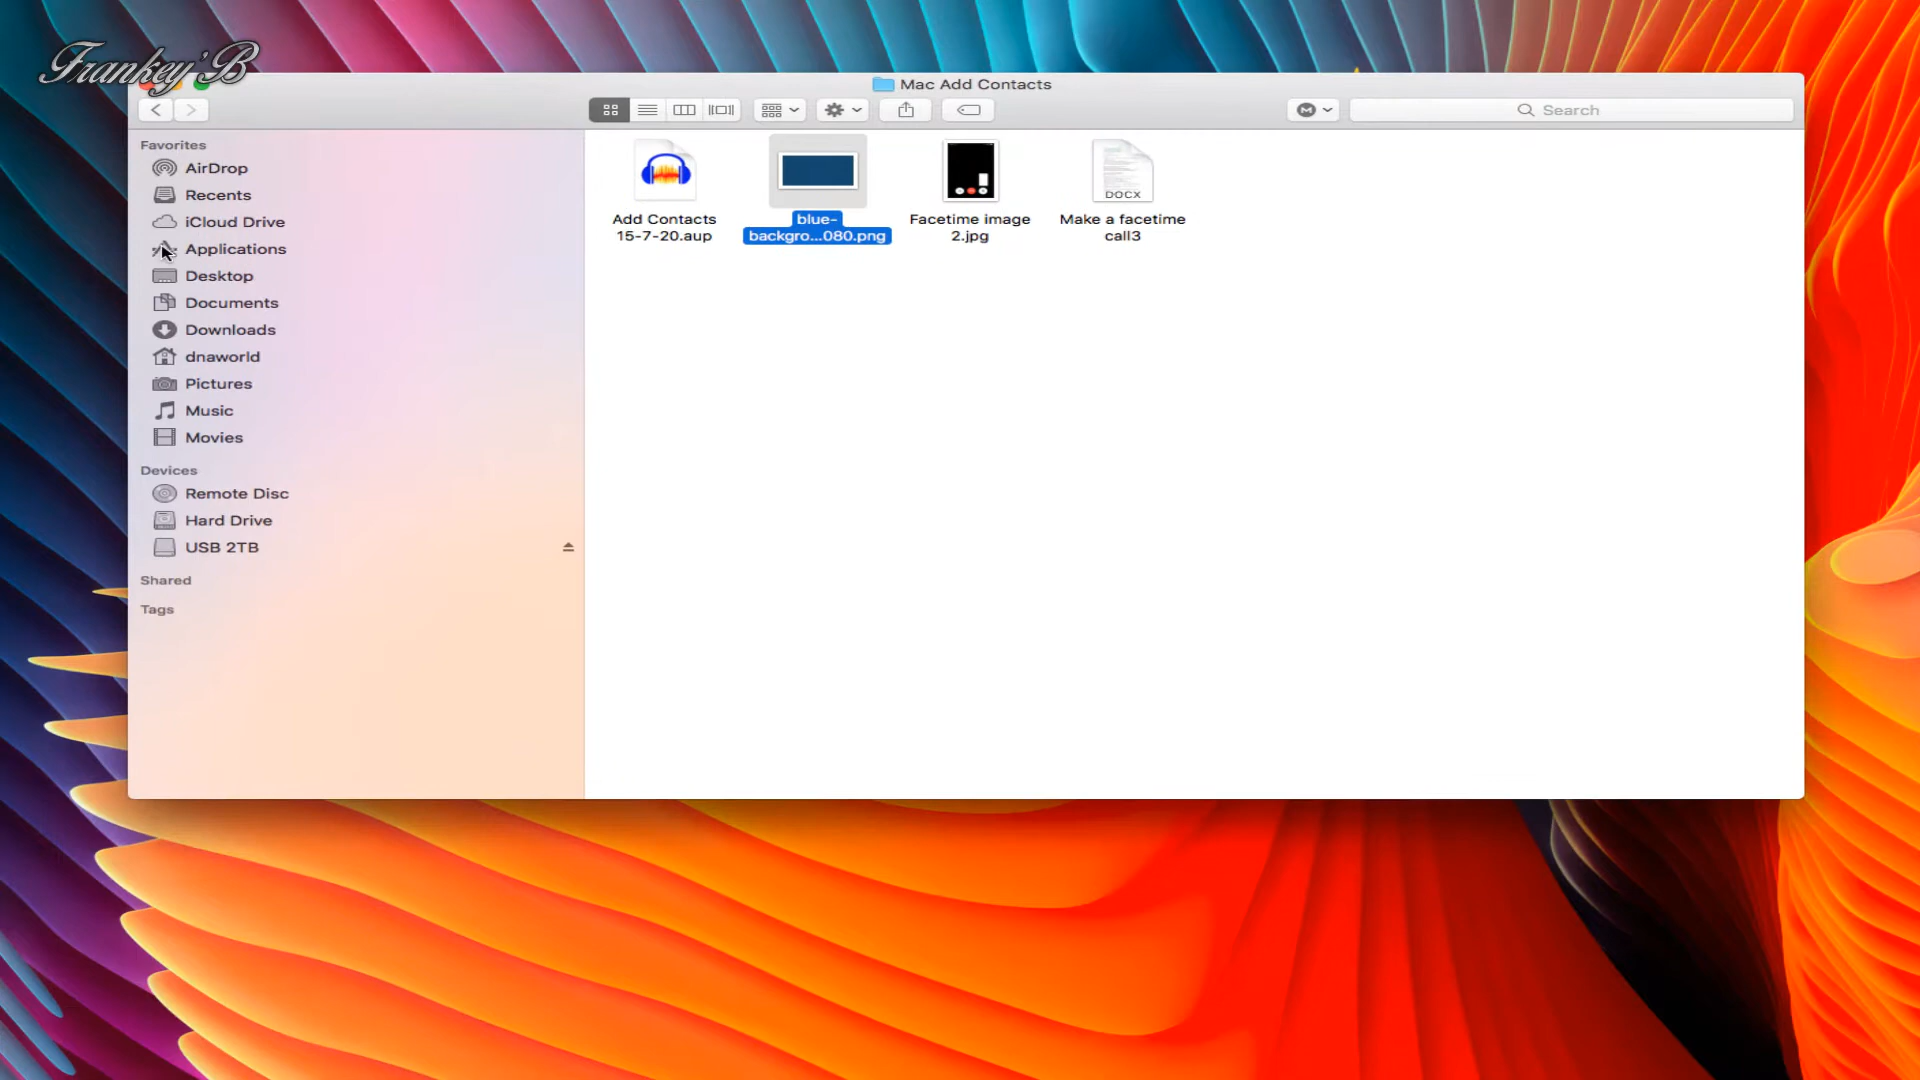 Frankey'B
Mac Add Contacts
Search
Favorites
AirDrop
Recents
iCloud Drive
Applications
Desktop
Documents
Downloads
dnaworld
Pictures
Music
Movies
Devices
Remote Disc
Hard Drive
USB 2TB
Shared
Tags
Add Contacts
15-7-20.aup
blue-
backgro...080.png
Facetime image
2.jpg
DOCX
Make a facetime
call3
M